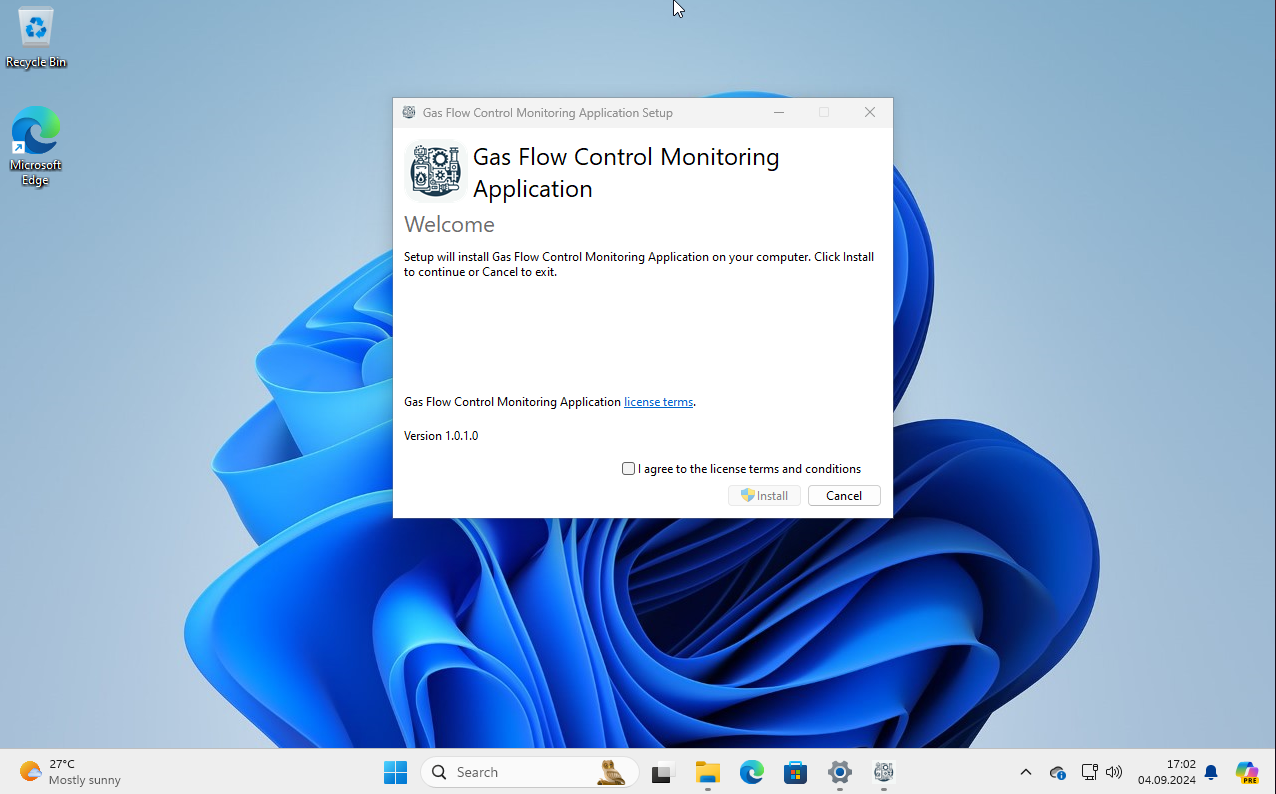 Recycle Bin
Microsoft
Edge
Gas Flow Control Monitoring Application Setup
Gas Flow Control Monitoring
Application
Welcome
Setup will install Gas Flow Control Monitoring Application on your computer. Click Install
to continue or Cancel to exit.
Gas Flow Control Monitoring Application license terms.
Version 1.0.1.0
I agree to the license terms and conditions
Install
Cancel
27°C
Mostly sunny
Search
17:02
04.09.2024
PRE